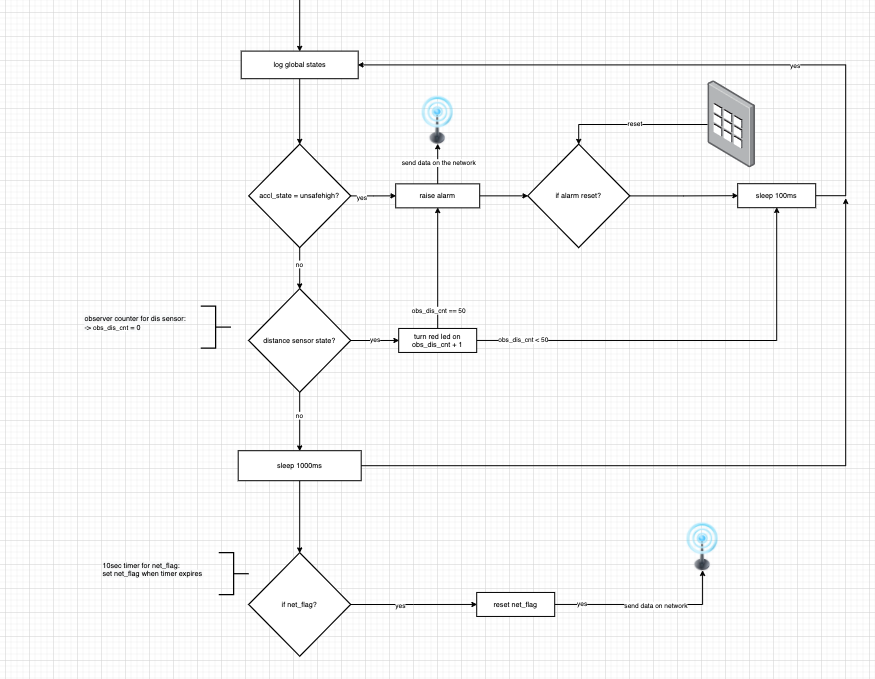 log global states
yes
reset
send data on the network
accl_state = unsafehigh?
yes
raise alarm
if alarm reset?
sleep 100ms
no
obs_dis_cnt == 50
observer counter for dis sensor:
-> obs_dis_cnt = 0
distance sensor state?
yes
turn red led on
obs_dis_cnt + 1
obs_dis_cnt < 50
no
sleep 1000ms
10sec timer for net_flag:
set net_flag when timer expires
if net_flag?
yes
reset net_flag
yes
send data on network